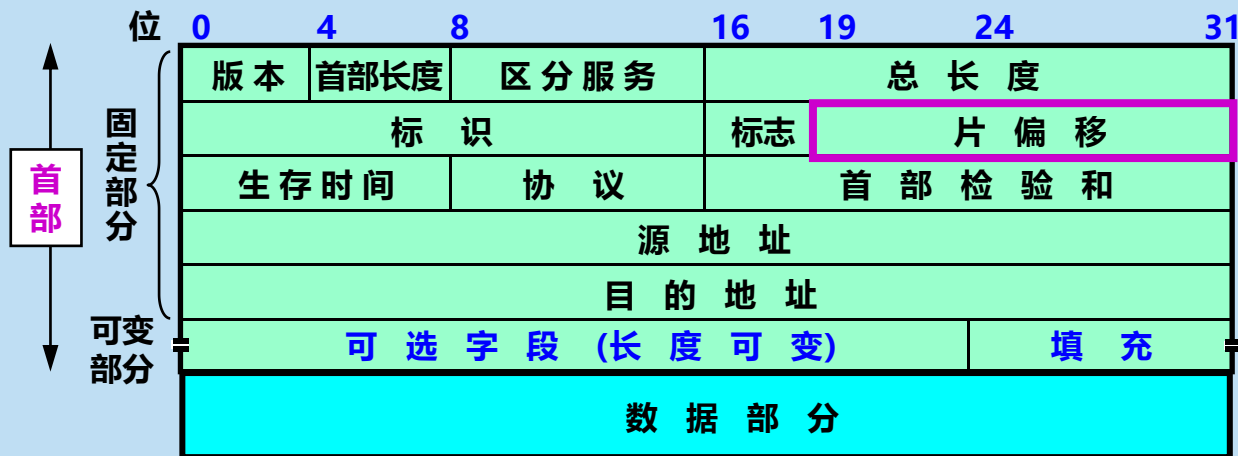 位 0 4 8 16 19 24 31
版本 首部长度 区分服务 总长度
标识 标志 片偏移
生存时间 协议 首部检验和
源地址
目的地址
可选字段 (长度可变) 填充
数据部分
首部
固定部分
可变
部分